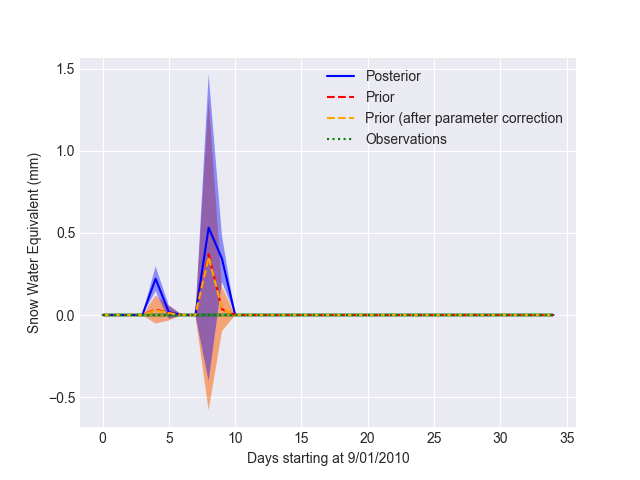 1.5
1.0
0.5
0.0
−0.5
Snow Water Equivalent (mm)
Posterior
Prior
Prior (after parameter correction
Observations
0 5 10 15 20 25 30 35
Days starting at 9/01/2010